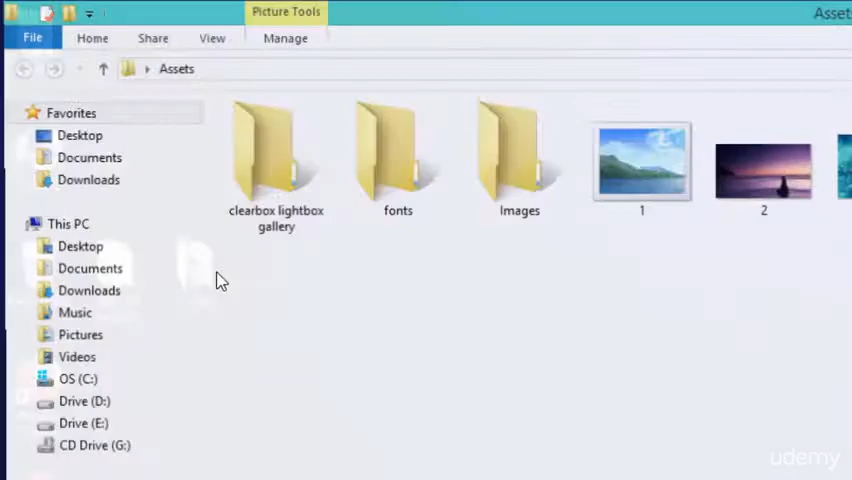 Picture Tools
Assets
File
Home
Share
View
Manage
Assets
Favorites
Desktop
Documents
Downloads
This PC
Desktop
Documents
Downloads
Music
Pictures
Videos
OS (C:)
Drive (D:)
Drive (E:)
CD Drive (G:)
clearbox lightbox
gallery
fonts
Images
1
2
udemy